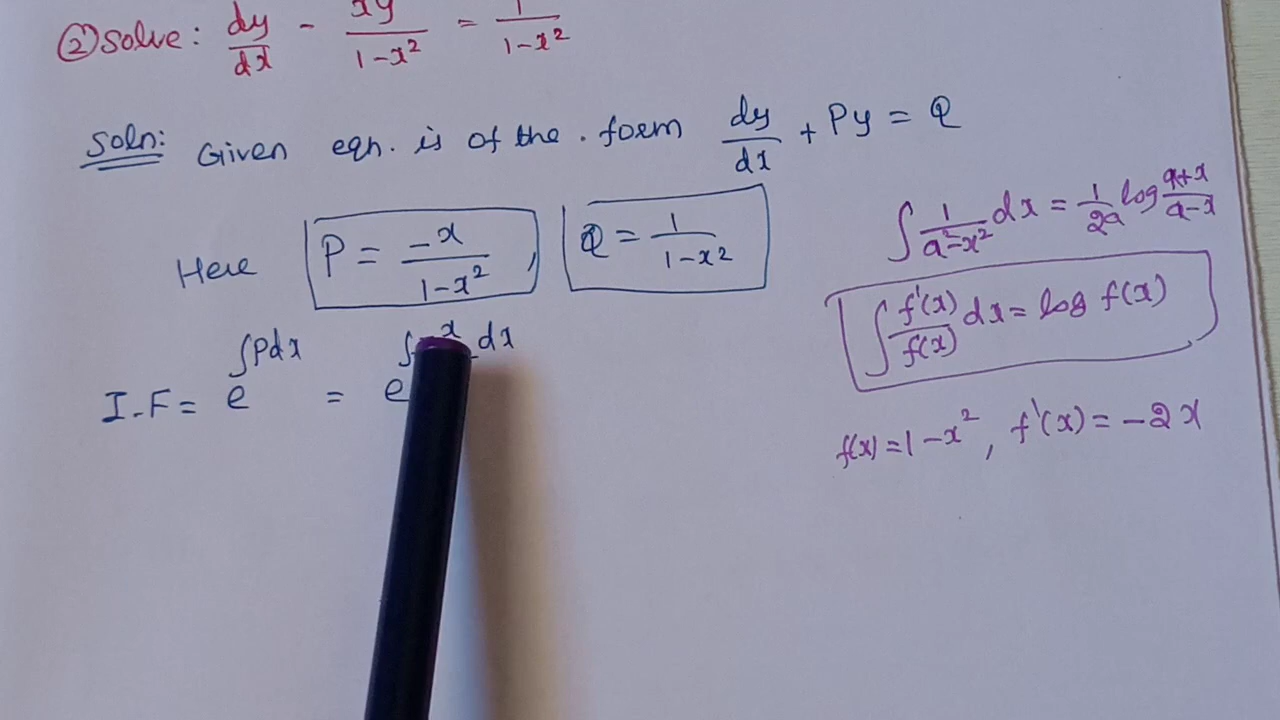 ② Solve: dy/dx - xy/1-x² = 1/1-x²
Soln: Given eqn. is of the . form dy/dx + Py = Q
Here P = -x/1-x², Q = 1/1-x²
∫ 1/a²-x² dx = 1/2a log a+x/a-x
∫ f'(x)/f(x) dx = log f(x)
I.F = e^∫Pdx = e
f(x) = 1-x², f'(x) = -2x